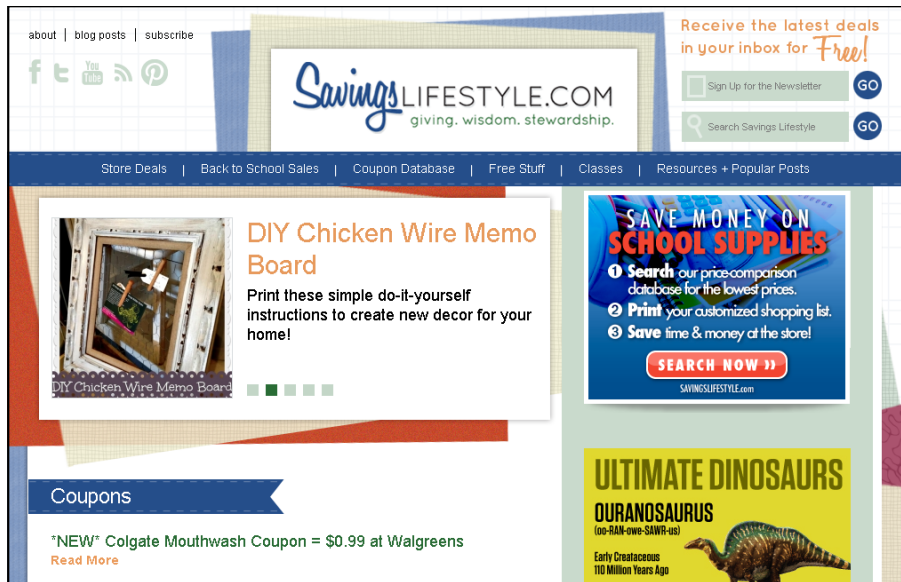 about | blog posts | subscribe
You
Tube
SavingsLIFESTYLE.COM
giving. wisdom. stewardship.
Receive the latest deals
in your inbox for Free!
Sign Up for the Newsletter GO
Search Savings Lifestyle GO
Store Deals | Back to School Sales | Coupon Database | Free Stuff | Classes | Resources + Popular Posts
DIY Chicken Wire Memo Board
DIY Chicken Wire Memo
Board
Print these simple do-it-yourself
instructions to create new decor for your
home!
SAVE MONEY ON
SCHOOL SUPPLIES
1 Search our price-comparison
database for the lowest prices.
2 Print your customized shopping list.
3 Save time & money at the store!
SEARCH NOW »
SAVINGSLIFESTYLE.COM
Coupons
*NEW* Colgate Mouthwash Coupon = $0.99 at Walgreens
Read More
ULTIMATE DINOSAURS
OURANOSAURUS
(oo-RAN-owe-SAWR-us)
Early Creataceous
110 Million Years Ago